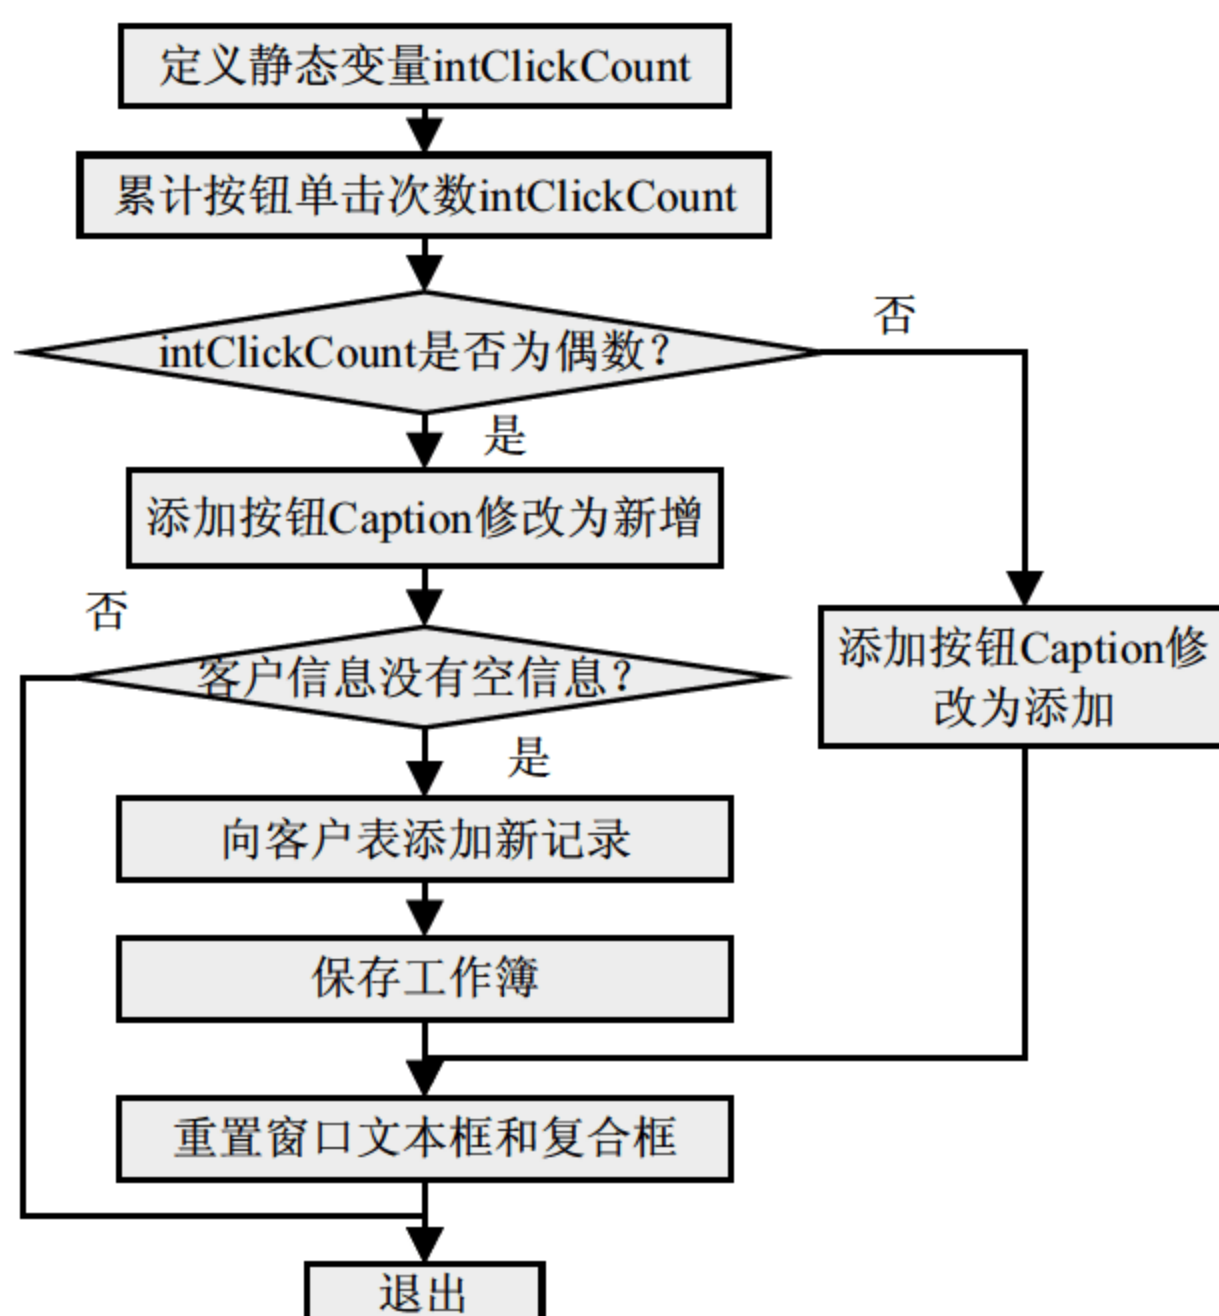 定义静态变量intClickCount
累计按钮单击次数intClickCount
否
intClickCount是否为偶数？
是
添加按钮Caption修改为新增
否
客户信息没有空信息？
添加按钮Caption修
改为添加
是
向客户表添加新记录
保存工作簿
重置窗口文本框和复合框
退出